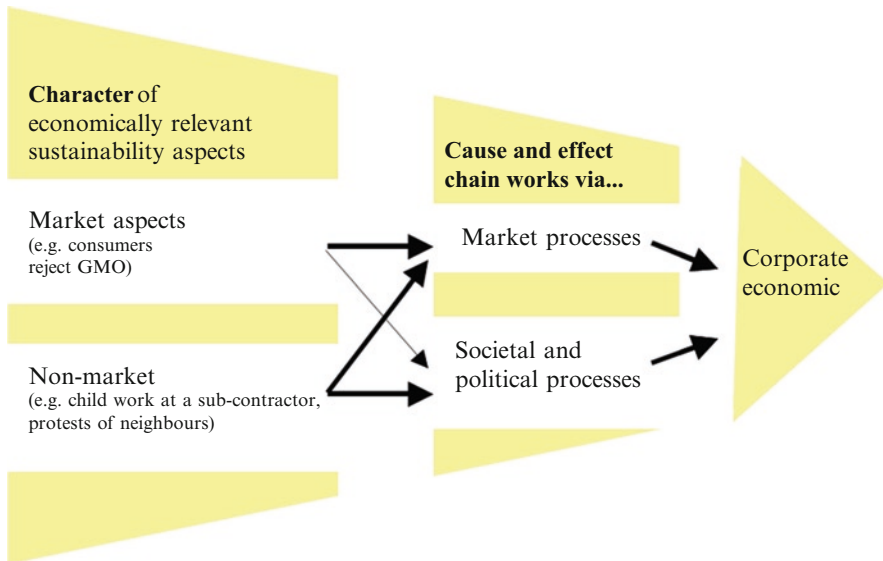 Character of
economically relevant
sustainability aspects
Market aspects
(e.g. consumers
reject GMO)
Non-market
(e.g. child work at a sub-contractor,
protests of neighbours)
Cause and effect
chain works via...
Market processes
Societal and
political processes
Corporate
economic